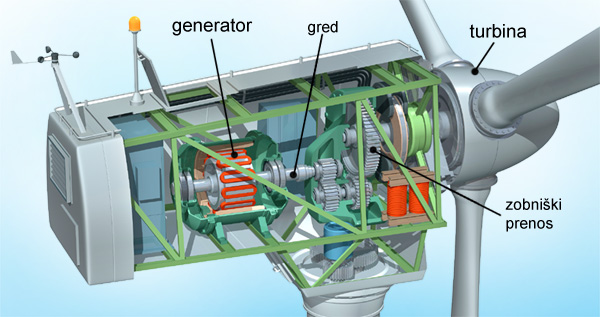 generator
gred
turbina
zobniški
prenos